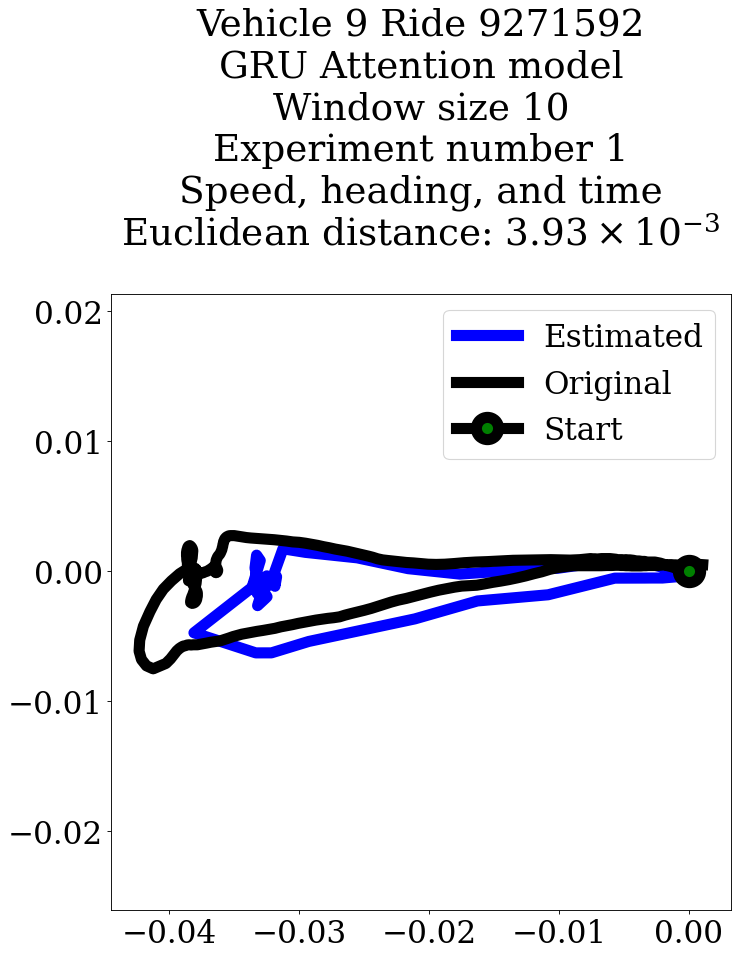 Vehicle 9 Ride 9271592
GRU Attention model
Window size 10
Experiment number 1
Speed, heading, and time
Euclidean distance: 3.93 × 10⁻³
0.02
Estimated
Original
0.01
Start
0.00
−0.01
−0.02
−0.04 −0.03 −0.02 −0.01 0.00